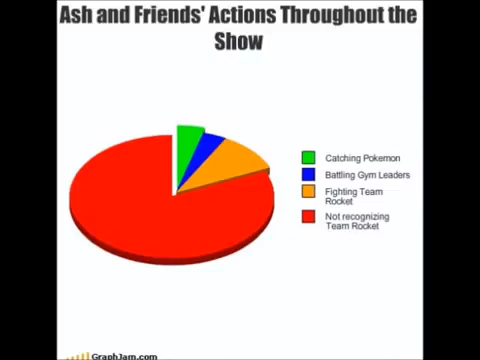 Ash and Friends' Actions Throughout the
Show
Catching Pokemon
Battling Gym Leaders
Fighting Team
Rocket
Not recognizing
Team Rocket
GraphJam.com